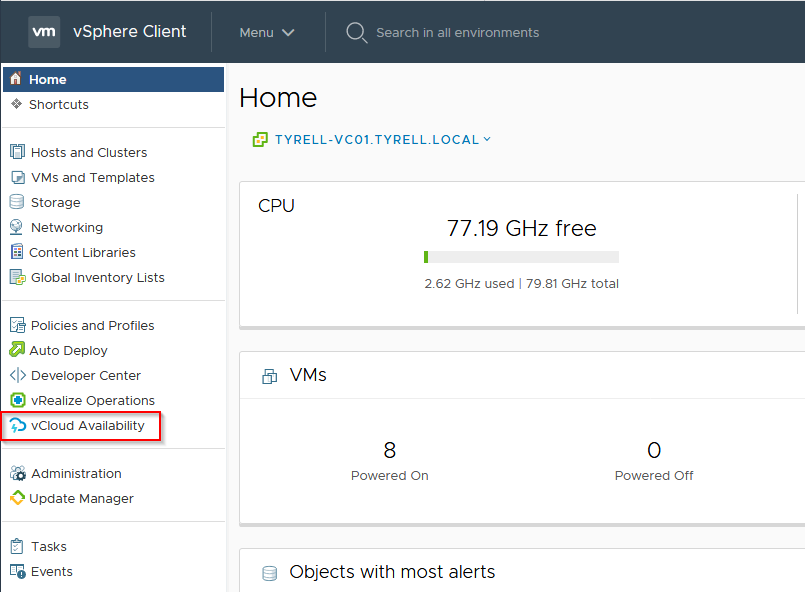 vm vSphere Client Menu Search in all environments
Home
Shortcuts
Hosts and Clusters
VMs and Templates
Storage
Networking
Content Libraries
Global Inventory Lists
Policies and Profiles
Auto Deploy
Developer Center
vRealize Operations
vCloud Availability
Administration
Update Manager
Tasks
Events
Home
TYRELL-VC01.TYRELL.LOCAL
CPU
77.19 GHz free
2.62 GHz used | 79.81 GHz total
VMs
8 0
Powered On Powered Off
Objects with most alerts